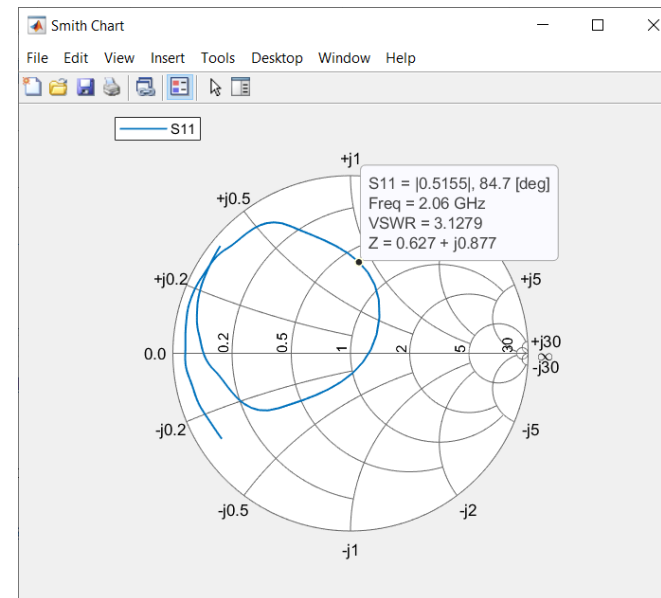 Smith Chart
File Edit View Insert Tools Desktop Window Help
S11
+j1
S11 = |0.5155|, 84.7 [deg]
Freq = 2.06 GHz
VSWR = 3.1279
Z = 0.627 + j0.877
+j0.5
+j0.2
+j5
0.0
0.2
0.5
1
2
5
30
+j30
∞
-j30
-j0.2
-j5
-j0.5
-j2
-j1